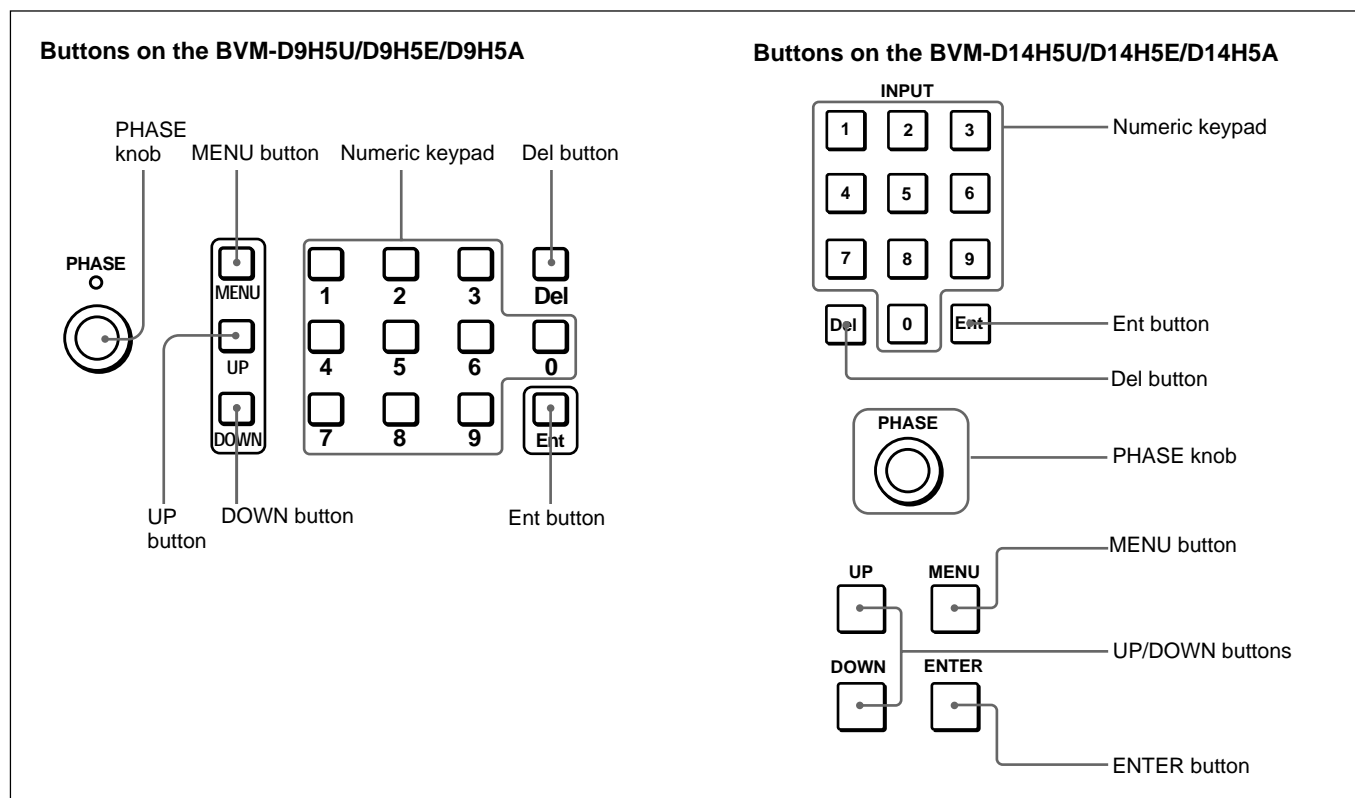 Buttons on the BVM-D9H5U/D9H5E/D9H5A
PHASE
knob
MENU button
Numeric keypad
Del button
PHASE
MENU
UP
DOWN
1
2
3
Del
4
5
6
0
7
8
9
Ent
UP
button
DOWN button
Ent button
Buttons on the BVM-D14H5U/D14H5E/D14H5A
INPUT
1
2
3
Numeric keypad
4
5
6
7
8
9
Del
0
Ent
Ent button
Del button
PHASE
PHASE knob
MENU button
UP
MENU
UP/DOWN buttons
DOWN
ENTER
ENTER button